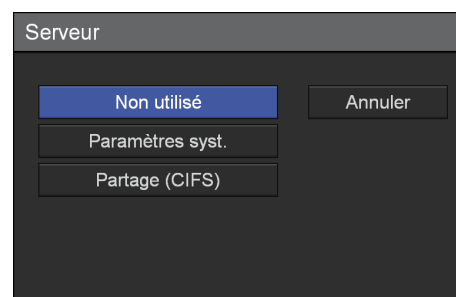 Serveur
Non utilisé
Annuler
Paramètres syst.
Partage (CIFS)